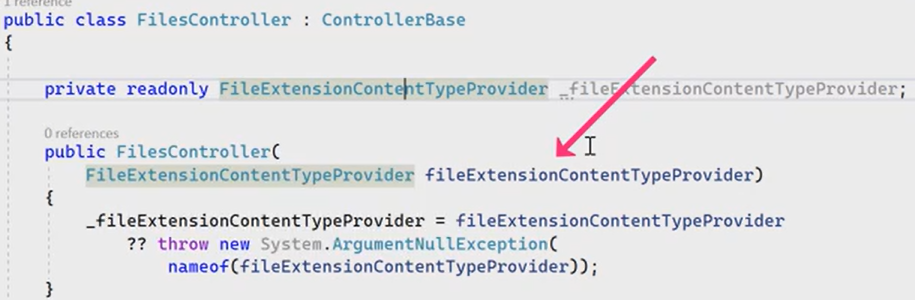 1 reference
public class FilesController : ControllerBase
{
private readonly FileExtensionContentTypeProvider _fileExtensionContentTypeProvider;
0 references
public FilesController(
FileExtensionContentTypeProvider fileExtensionContentTypeProvider)
{
_fileExtensionContentTypeProvider = fileExtensionContentTypeProvider
?? throw new System.ArgumentNullException(
nameof(fileExtensionContentTypeProvider));
}